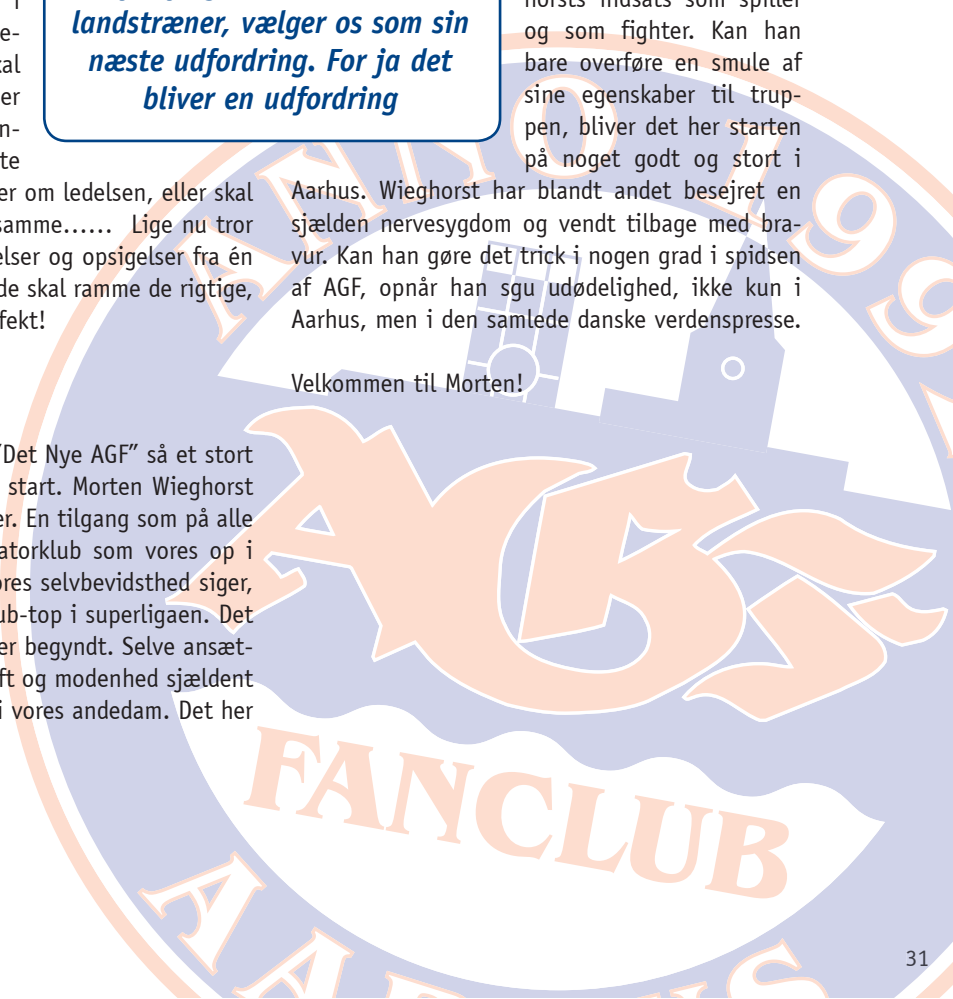 landstræner, vælger os som sin
næste udfordring. For ja det
bliver en udfordring
er om ledelsen, eller skal
samme...... Lige nu tror
elser og opsigelser fra én
de skal ramme de rigtige,
fekt!
"Det Nye AGF" så et stort
start. Morten Wieghorst
er. En tilgang som på alle
atorklub som vores op i
ores selvbevidsthed siger,
ub-top i superligaen. Det
er begyndt. Selve ansæt-
ft og modenhed sjældent
i vores andedam. Det her
horsts indsats som spiller
og som fighter. Kan han
bare overføre en smule af
sine egenskaber til trup-
pen, bliver det her starten
på noget godt og stort i
Aarhus. Wieghorst har blandt andet besejret en
sjælden nervesygdom og vendt tilbage med bra-
vur. Kan han gøre det trick i nogen grad i spidsen
af AGF, opnår han sgu udødelighed, ikke kun i
Aarhus, men i den samlede danske verdenspresse.
Velkommen til Morten!
ANNO 199
AGF
FANCLUB
31